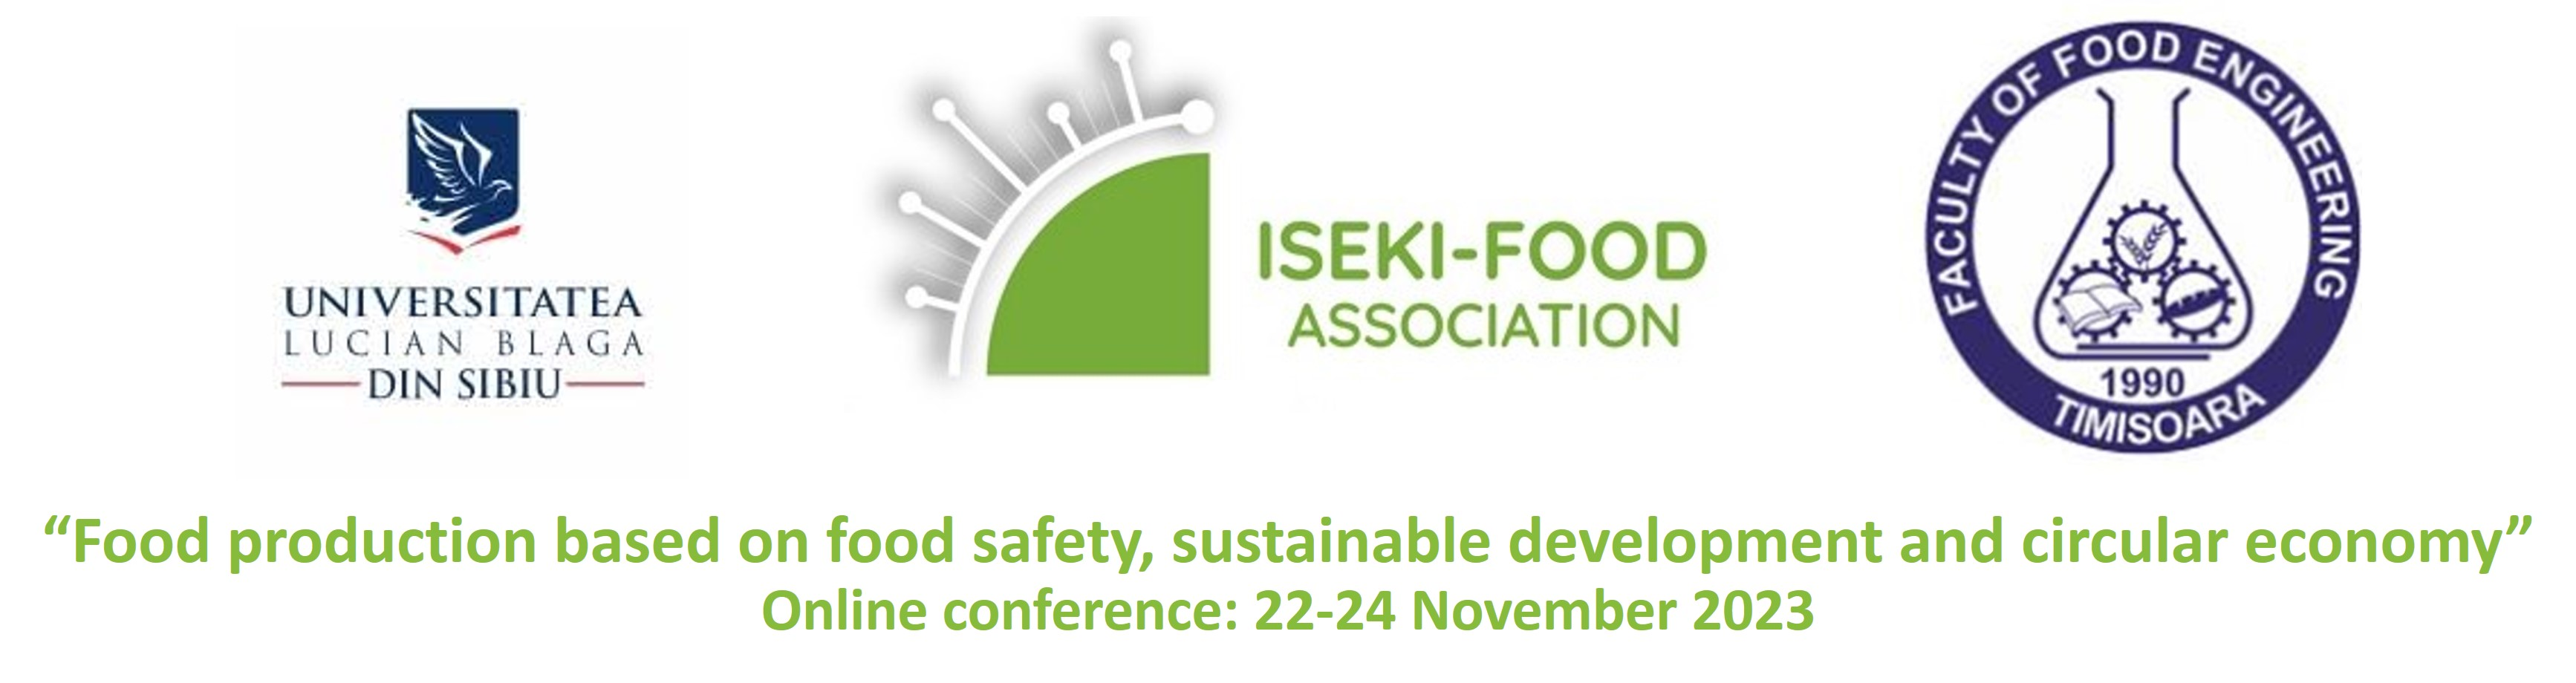 UNIVERSITATEA
LUCIAN BLAGA
DIN SIBIU
ISEKI-FOOD
ASSOCIATION
FACULTY OF FOOD ENGINEERING
1990
TIMISOARA
“Food production based on food safety, sustainable development and circular economy”
Online conference: 22-24 November 2023